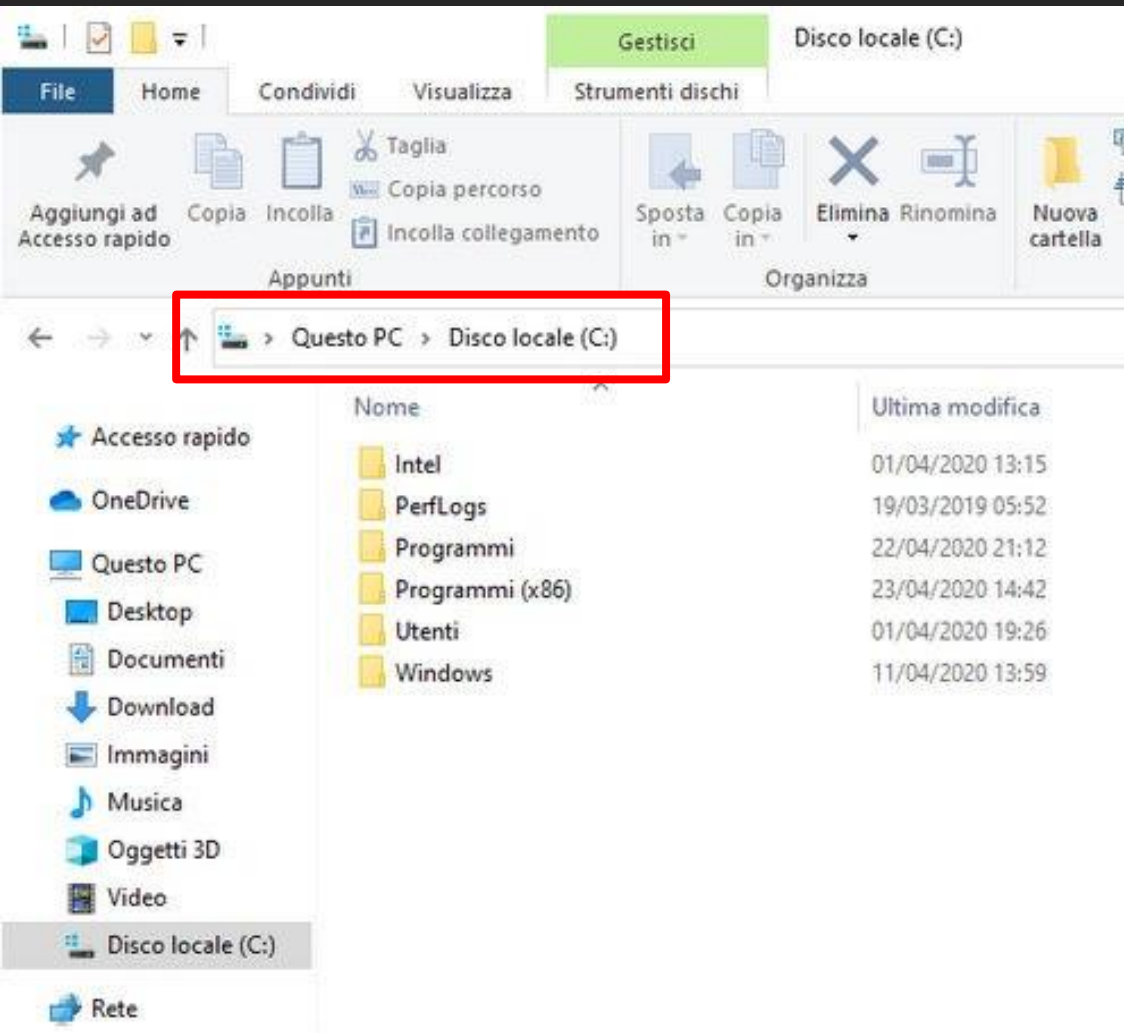 Gestisci
Disco locale (C:)
File
Home
Condividi
Visualizza
Strumenti dischi
Aggiungi ad
Accesso rapido
Copia
Incolla
Taglia
Copia percorso
Incolla collegamento
Appunti
Sposta
in
Copia
in
Elimina
Rinomina
Organizza
Nuova
cartella
Questo PC > Disco locale (C:)
Nome
Ultima modifica
Accesso rapido
OneDrive
Questo PC
Desktop
Documenti
Download
Immagini
Musica
Oggetti 3D
Video
Disco locale (C:)
Rete
Intel 01/04/2020 13:15
PerfLogs 19/03/2019 05:52
Programmi 22/04/2020 21:12
Programmi (x86) 23/04/2020 14:42
Utenti 01/04/2020 19:26
Windows 11/04/2020 13:59